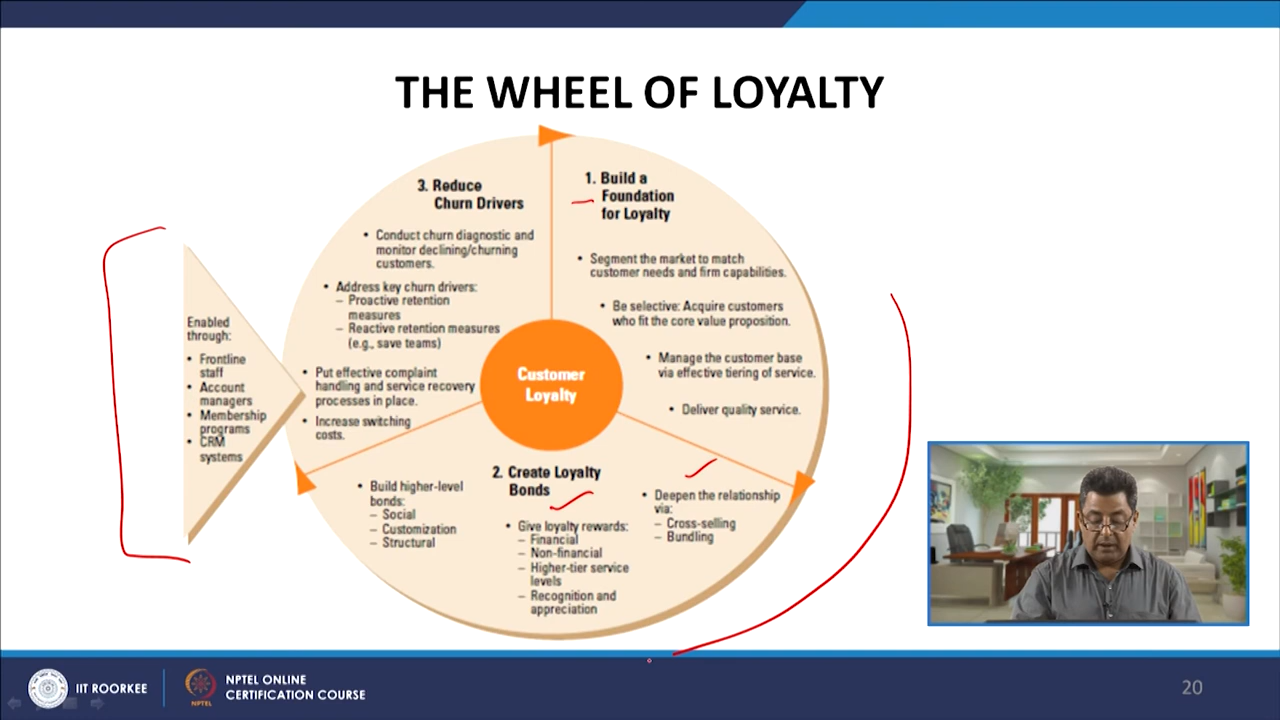 THE WHEEL OF LOYALTY
3. Reduce
Churn Drivers
• Conduct churn diagnostic and
monitor declining/churning
customers.
• Address key churn drivers:
– Proactive retention
measures
– Reactive retention measures
(e.g., save teams)
• Put effective complaint
handling and service recovery
processes in place.
• Increase switching
costs.
1. Build a
Foundation
for Loyalty
• Segment the market to match
customer needs and firm capabilities.
• Be selective: Acquire customers
who fit the core value proposition.
• Manage the customer base
via effective tiering of service.
• Deliver quality service.
Enabled
through:
• Frontline
staff
• Account
managers
• Membership
programs
• CRM
systems
Customer
Loyalty
2. Create Loyalty
Bonds
• Build higher-level
bonds:
– Social
– Customization
– Structural
• Give loyalty rewards:
– Financial
– Non-financial
– Higher-tier service
levels
– Recognition and
appreciation
• Deepen the relationship
via:
– Cross-selling
– Bundling
IIT ROORKEE
NPTEL
NPTEL ONLINE
CERTIFICATION COURSE
20